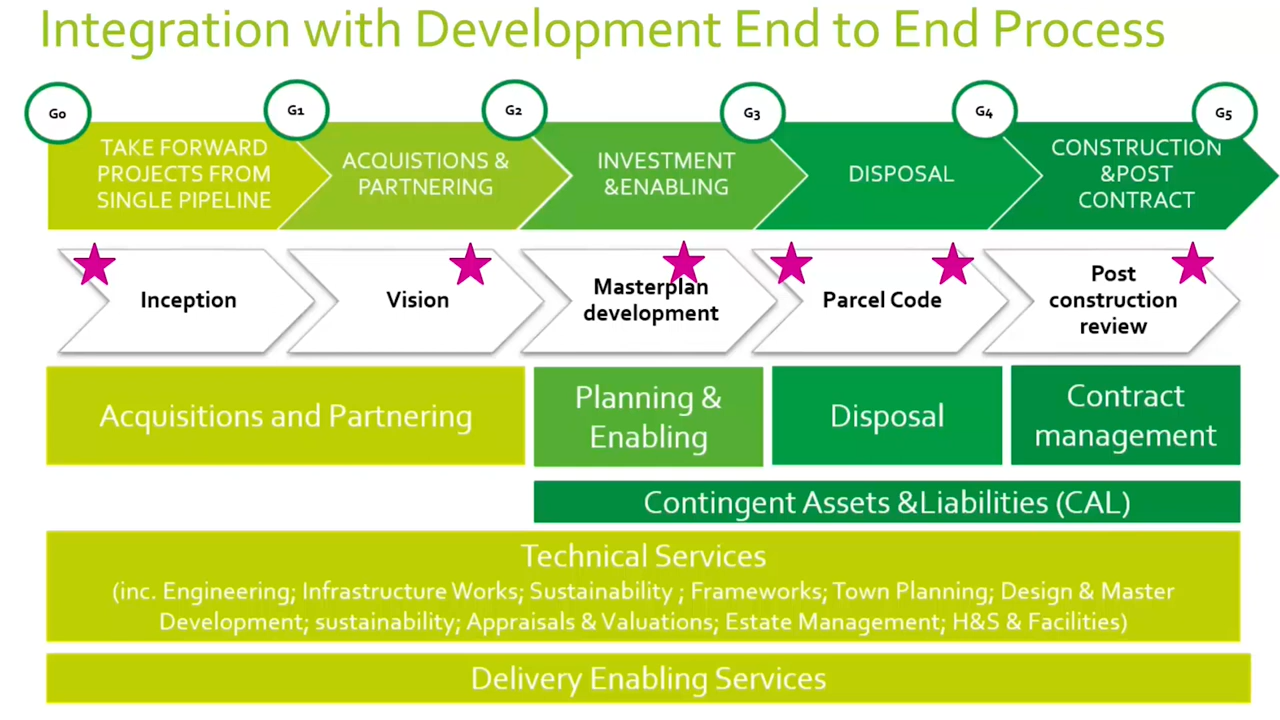 Integration with Development End to End Process
G0
G1
G2
G3
G4
G5
TAKE FORWARD
PROJECTS FROM
SINGLE PIPELINE
ACQUISTIONS &
PARTNERING
INVESTMENT
&ENABLING
DISPOSAL
CONSTRUCTION
&POST
CONTRACT
Inception
Vision
Masterplan
development
Parcel Code
Post
construction
review
Acquisitions and Partnering
Planning &
Enabling
Disposal
Contract
management
Contingent Assets &Liabilities (CAL)
Technical Services
(inc. Engineering; Infrastructure Works; Sustainability ; Frameworks; Town Planning; Design & Master
Development; sustainability; Appraisals & Valuations; Estate Management; H&S & Facilities)
Delivery Enabling Services